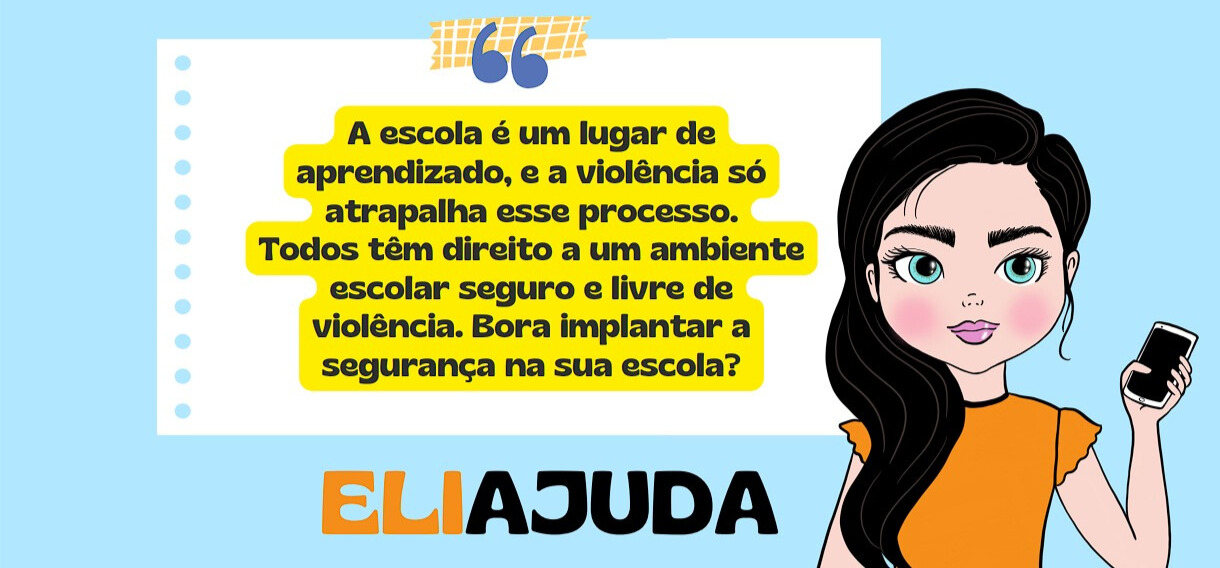 A escola é um lugar de
aprendizado, e a violência só
atrapalha esse processo.
Todos têm direito a um ambiente
escolar seguro e livre de
violência. Bora implantar a
segurança na sua escola?
ELIAJUDA